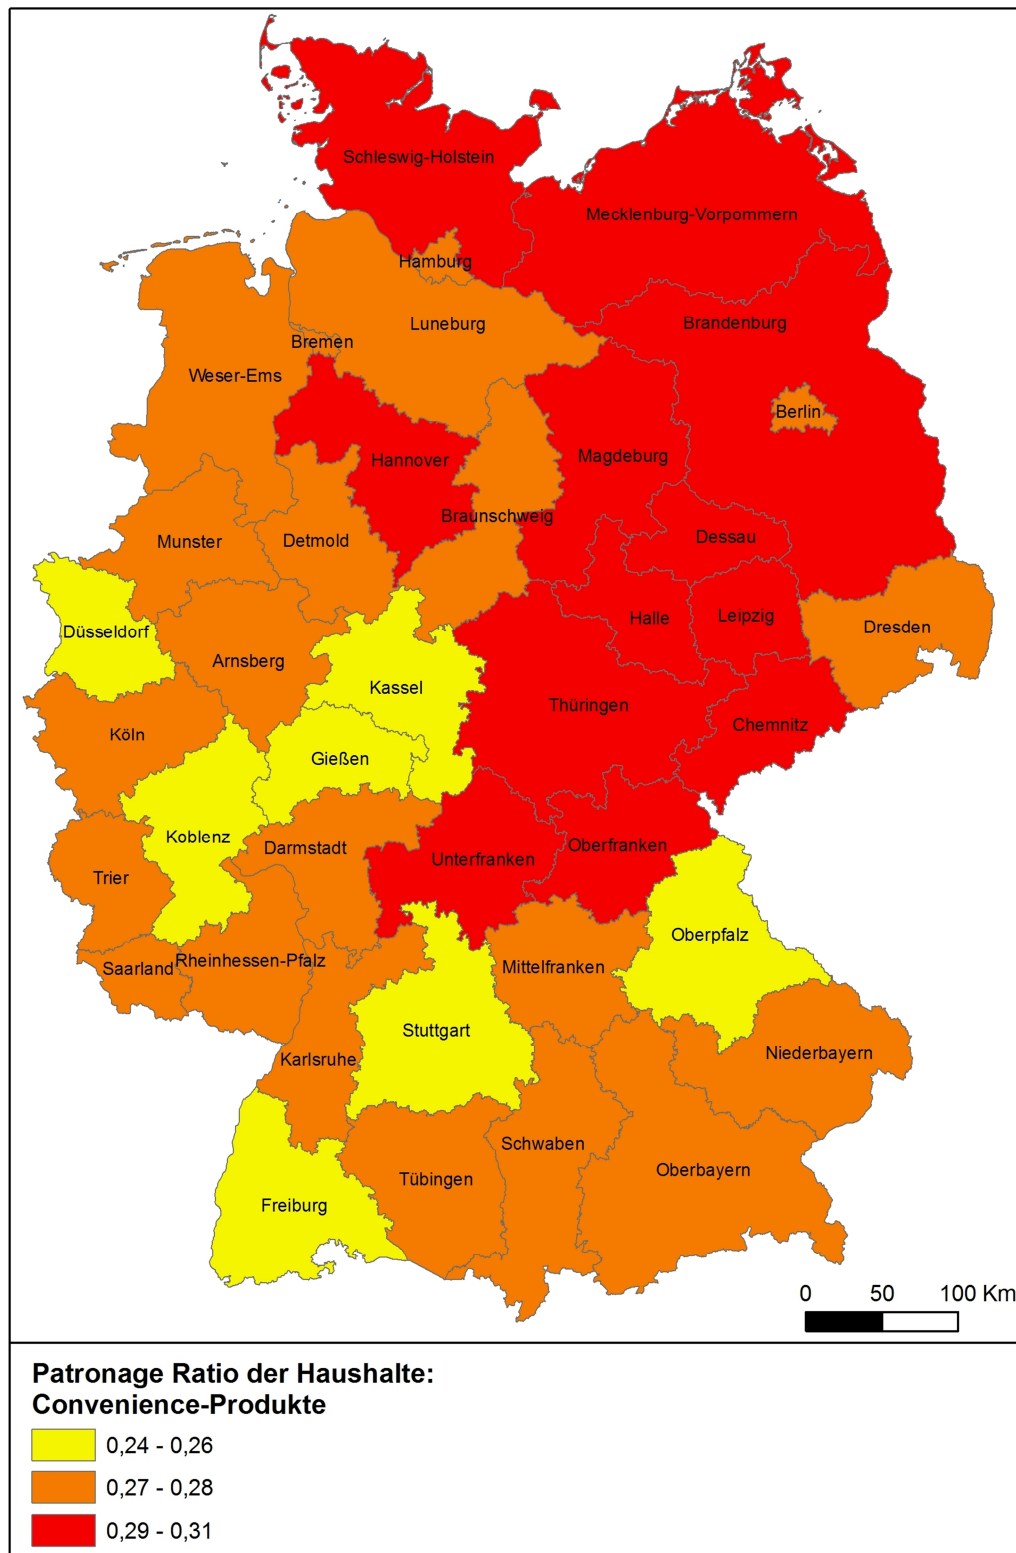 Schleswig-Holstein
Mecklenburg-Vorpommern
Hamburg
Luneburg
Brandenburg
Bremen
Weser-Ems
Berlin
Hannover
Magdeburg
Braunschweig
Munster
Detmold
Dessau
Düsseldorf
Halle
Leipzig
Dresden
Arnsberg
Kassel
Thüringen
Chemnitz
Köln
Gießen
Koblenz
Darmstadt
Unterfranken
Oberfranken
Trier
Oberpfalz
Saarland
Rheinhessen-Pfalz
Mittelfranken
Stuttgart
Niederbayern
Karlsruhe
Schwaben
Oberbayern
Tübingen
Freiburg
0 50 100 Km
Patronage Ratio der Haushalte:
Convenience-Produkte
0,24 - 0,26
0,27 - 0,28
0,29 - 0,31